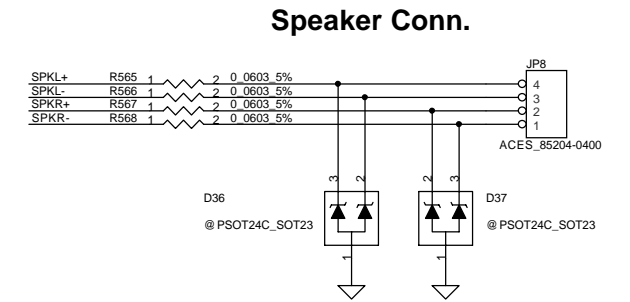 Speaker Conn.
JP8
SPKL+ R565 1 2 0_0603_5% 4
SPKL- R566 1 2 0_0603_5% 3
SPKR+ R567 1 2 0_0603_5% 2
SPKR- R568 1 2 0_0603_5% 1
ACES_85204-0400
3 2 2 3
D36 D37
@ PSOT24C_SOT23 @ PSOT24C_SOT23
1 1